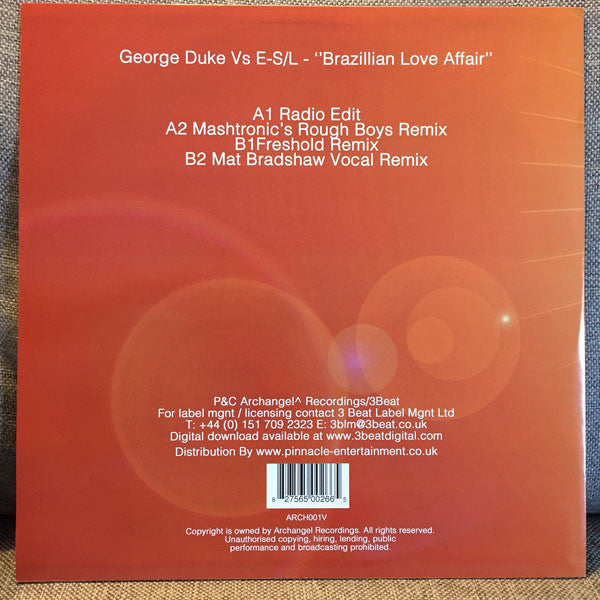 George Duke Vs E-S/L - ‘’Brazillian Love Affair’’
A1 Radio Edit
A2 Mashtronic's Rough Boys Remix
B1Freshold Remix
B2 Mat Bradshaw Vocal Remix
P&C Archangel^ Recordings/3Beat
For label mgnt / licensing contact 3 Beat Label Mgnt Ltd
T: +44 (0) 151 709 2323 E: 3blm@3beat.co.uk
Digital download available at www.3beatdigital.com
Distribution By www.pinnacle-entertainment.co.uk
8 27565 00266 5
ARCH001V
Copyright is owned by Archangel Recordings. All rights reserved.
Unauthorised copying, hiring, lending, public
performance and broadcasting prohibited.